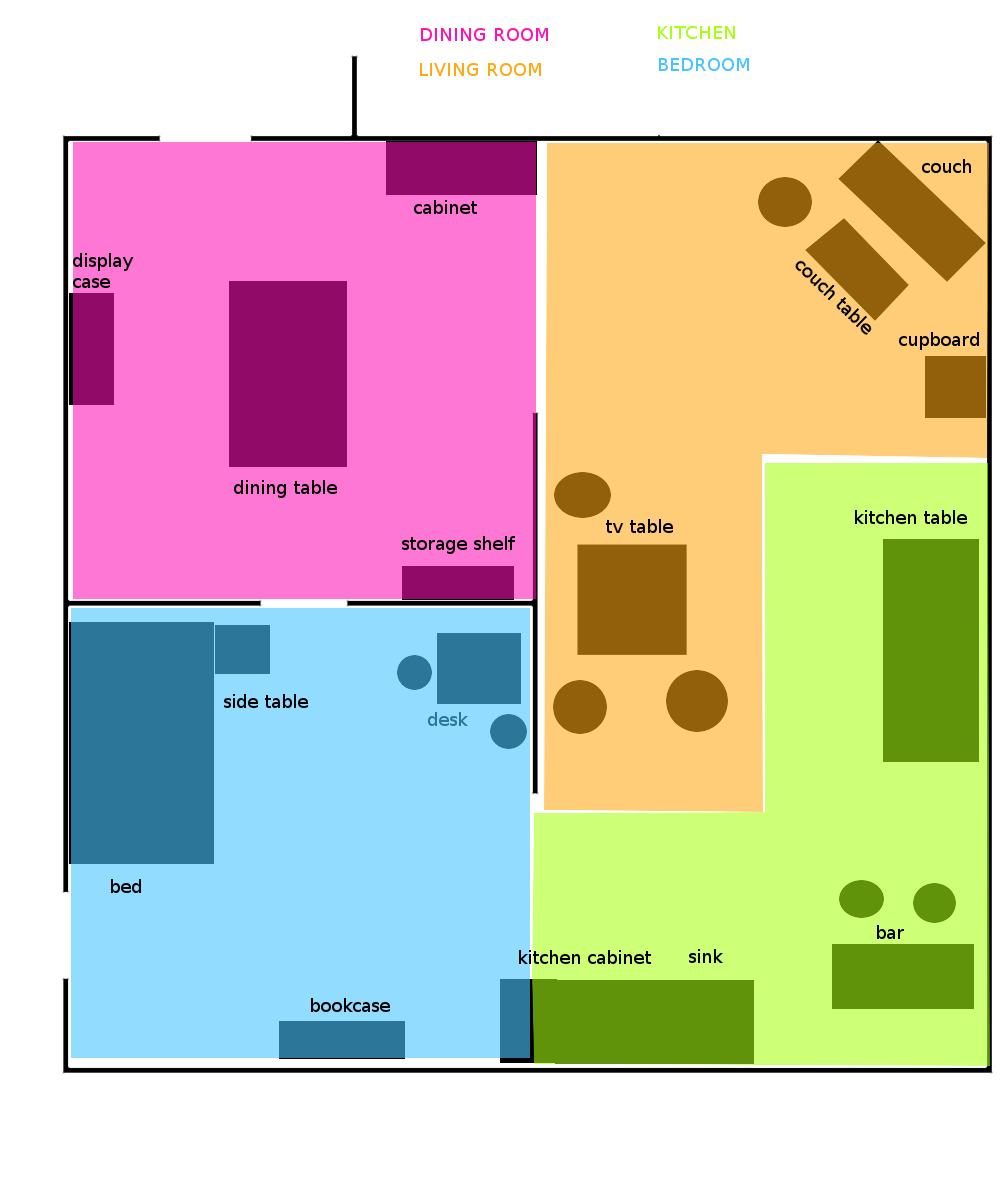 DINING ROOM
KITCHEN
LIVING ROOM
BEDROOM
couch
cabinet
display
case
couch table
cupboard
dining table
kitchen table
tv table
storage shelf
side table
desk
bed
bar
kitchen cabinet
sink
bookcase